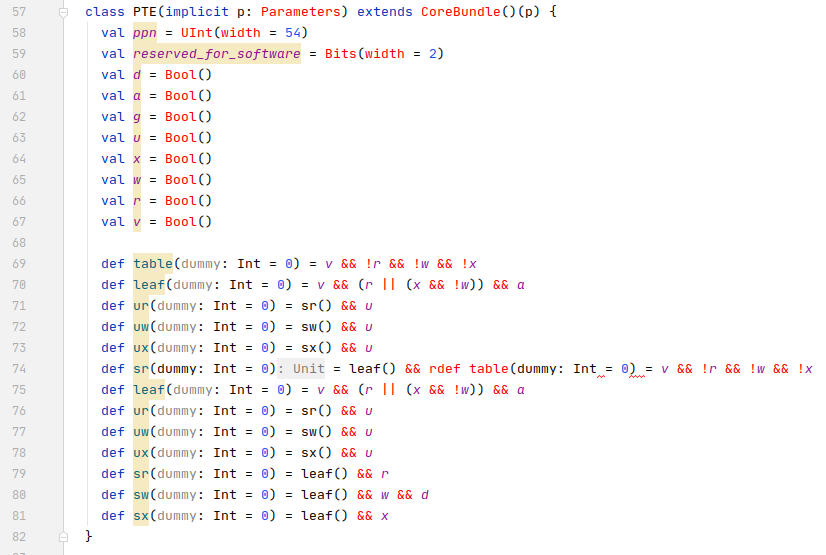 57 class PTE(implicit p: Parameters) extends CoreBundle()(p) {
58 val ppn = UInt(width = 54)
59 val reserved_for_software = Bits(width = 2)
60 val d = Bool()
61 val a = Bool()
62 val g = Bool()
63 val u = Bool()
64 val x = Bool()
65 val w = Bool()
66 val r = Bool()
67 val v = Bool()
68
69 def table(dummy: Int = 0) = v && !r && !w && !x
70 def leaf(dummy: Int = 0) = v && (r || (x && !w)) && a
71 def ur(dummy: Int = 0) = sr() && u
72 def uw(dummy: Int = 0) = sw() && u
73 def ux(dummy: Int = 0) = sx() && u
74 def sr(dummy: Int = 0): Unit = leaf() && rdef table(dummy: Int = 0) = v && !r && !w && !x
75 def leaf(dummy: Int = 0) = v && (r || (x && !w)) && a
76 def ur(dummy: Int = 0) = sr() && u
77 def uw(dummy: Int = 0) = sw() && u
78 def ux(dummy: Int = 0) = sx() && u
79 def sr(dummy: Int = 0) = leaf() && r
80 def sw(dummy: Int = 0) = leaf() && w && d
81 def sx(dummy: Int = 0) = leaf() && x
82 }